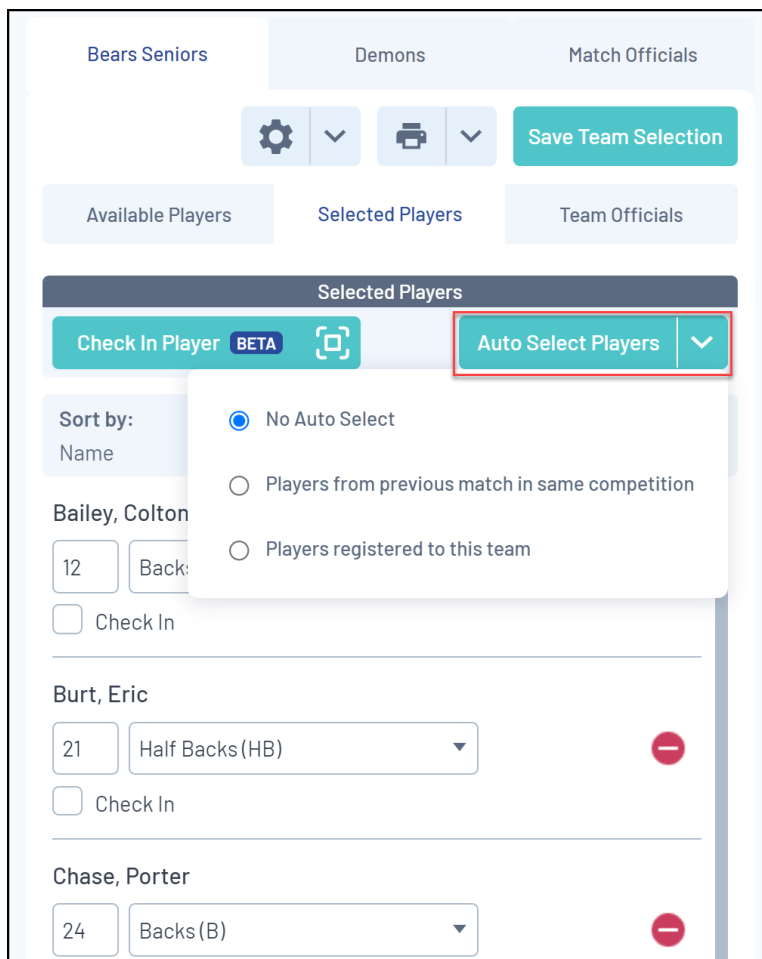 Bears Seniors Demons Match Officials
Save Team Selection
Available Players Selected Players Team Officials
Selected Players
Check In Player BETA Auto Select Players
Sort by:
Name
No Auto Select
Players from previous match in same competition
Players registered to this team
Bailey, Colton
12 Backs
Check In
Burt, Eric
21 Half Backs (HB)
Check In
Chase, Porter
24 Backs (B)